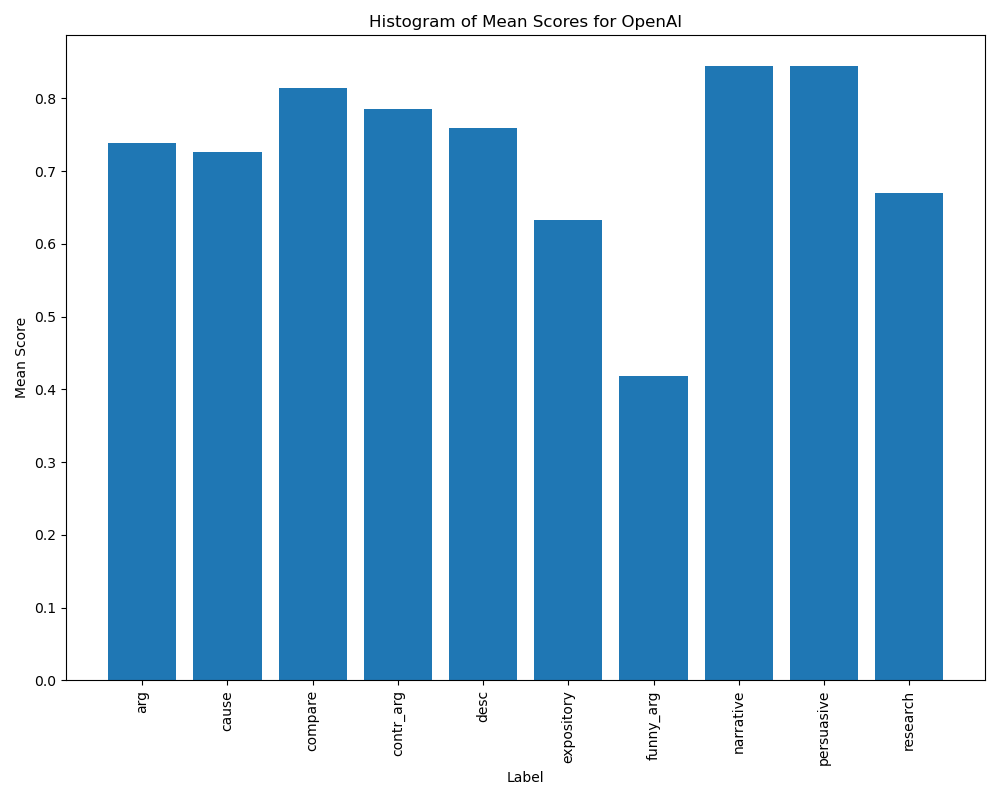 Histogram of Mean Scores for OpenAI
Mean Score
0.8
0.7
0.6
0.5
0.4
0.3
0.2
0.1
0.0
arg
cause
compare
contr_arg
desc
expository
funny_arg
narrative
persuasive
research
Label